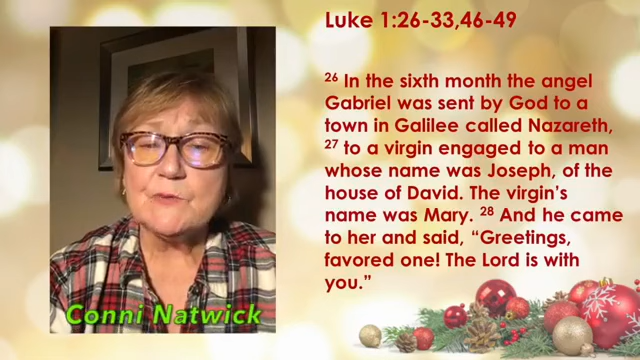 Luke 1:26-33,46-49
26 In the sixth month the angel
Gabriel was sent by God to a
town in Galilee called Nazareth,
27 to a virgin engaged to a man
whose name was Joseph, of the
house of David. The virgin’s
name was Mary. 28 And he came
to her and said, “Greetings,
favored one! The Lord is with
you.”
Conni Natwick